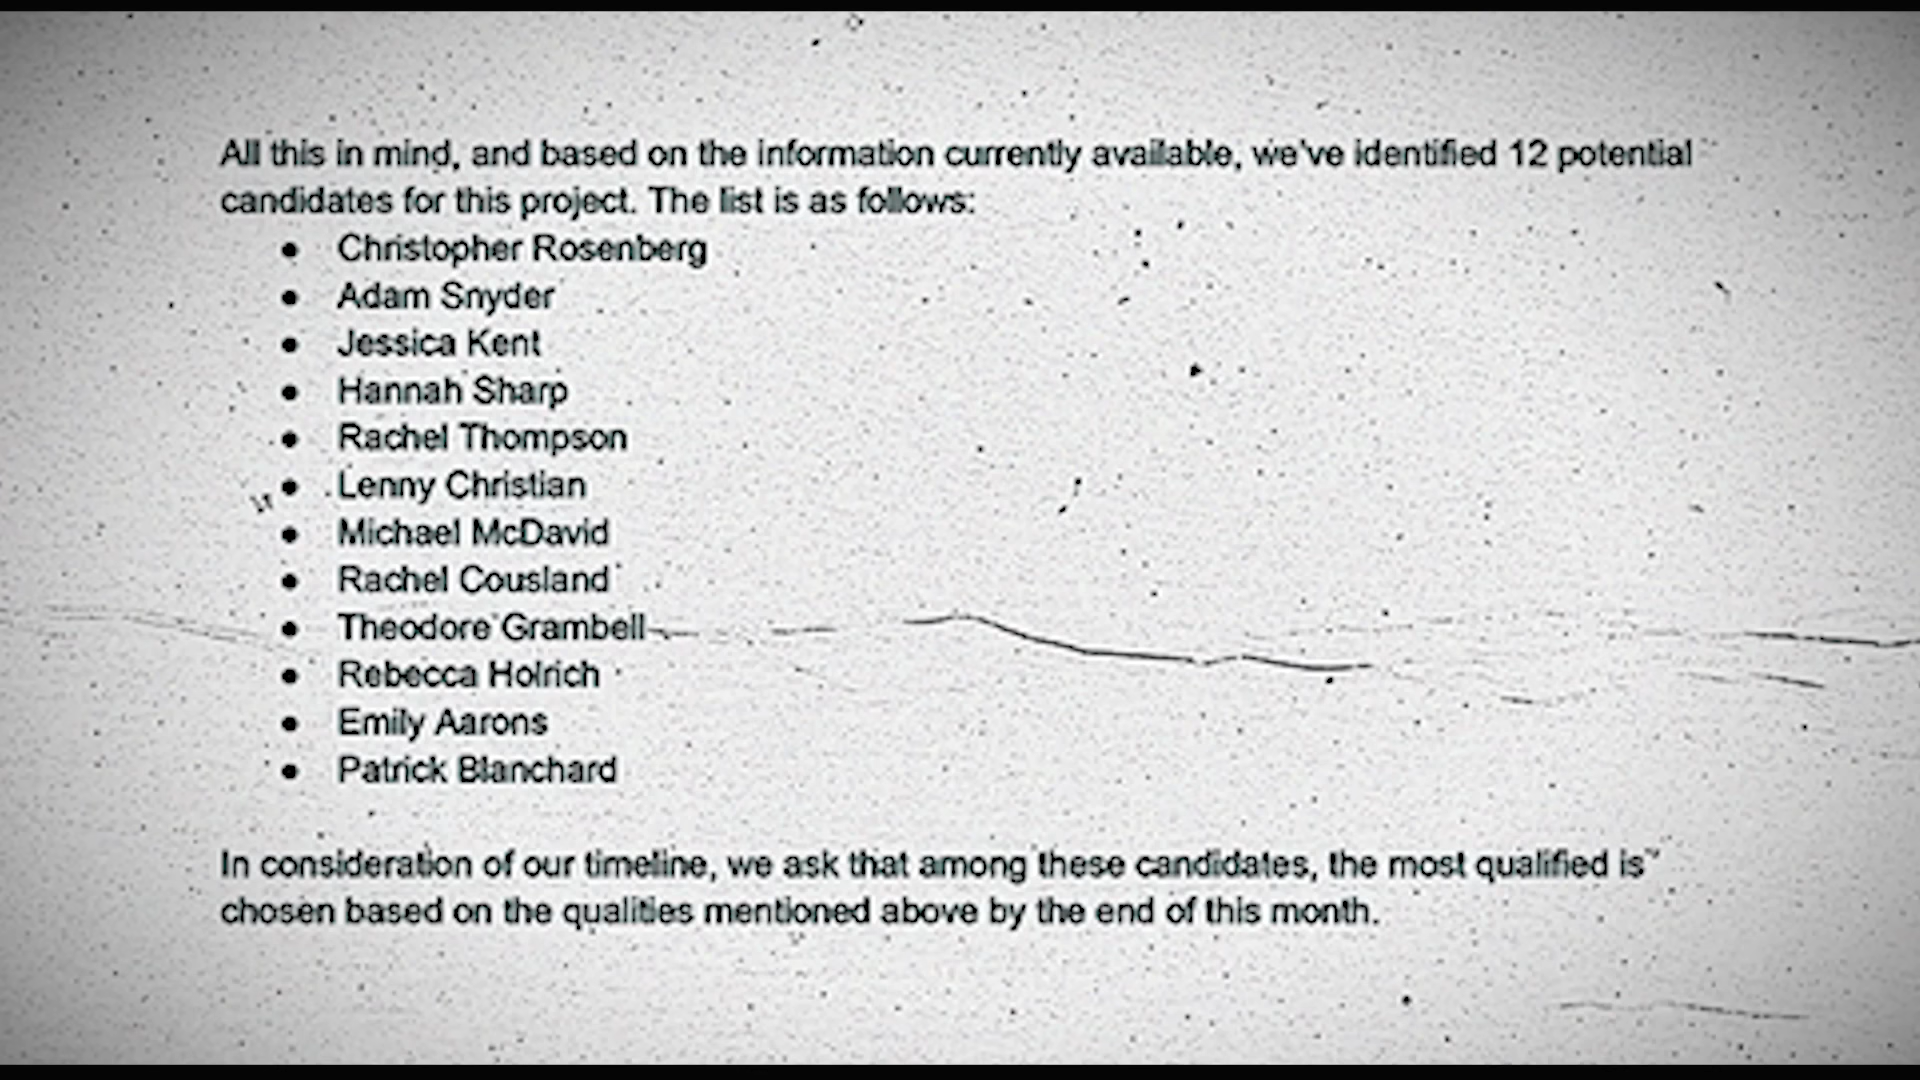 All this in mind, and based on the information currently available, we've identified 12 potential
candidates for this project. The list is as follows:
● Christopher Rosenberg
● Adam Snyder
● Jessica Kent
● Hannah Sharp
● Rachel Thompson
● Lenny Christian
● Michael McDavid
● Rachel Cousland
● Theodore Grambell
● Rebecca Holrich
● Emily Aarons
● Patrick Blanchard
In consideration of our timeline, we ask that among these candidates, the most qualified is
chosen based on the qualities mentioned above by the end of this month.